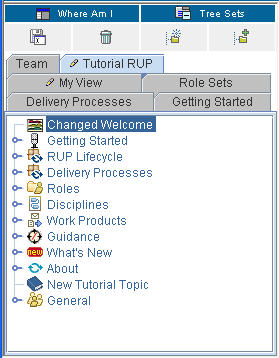 Where Am I Tree Sets
Team Tutorial RUP
My View Role Sets
Delivery Processes Getting Started
Changed Welcome
Getting Started
RUP Lifecycle
Delivery Processes
Roles
Disciplines
Work Products
Guidance
new What's New
About
New Tutorial Topic
General